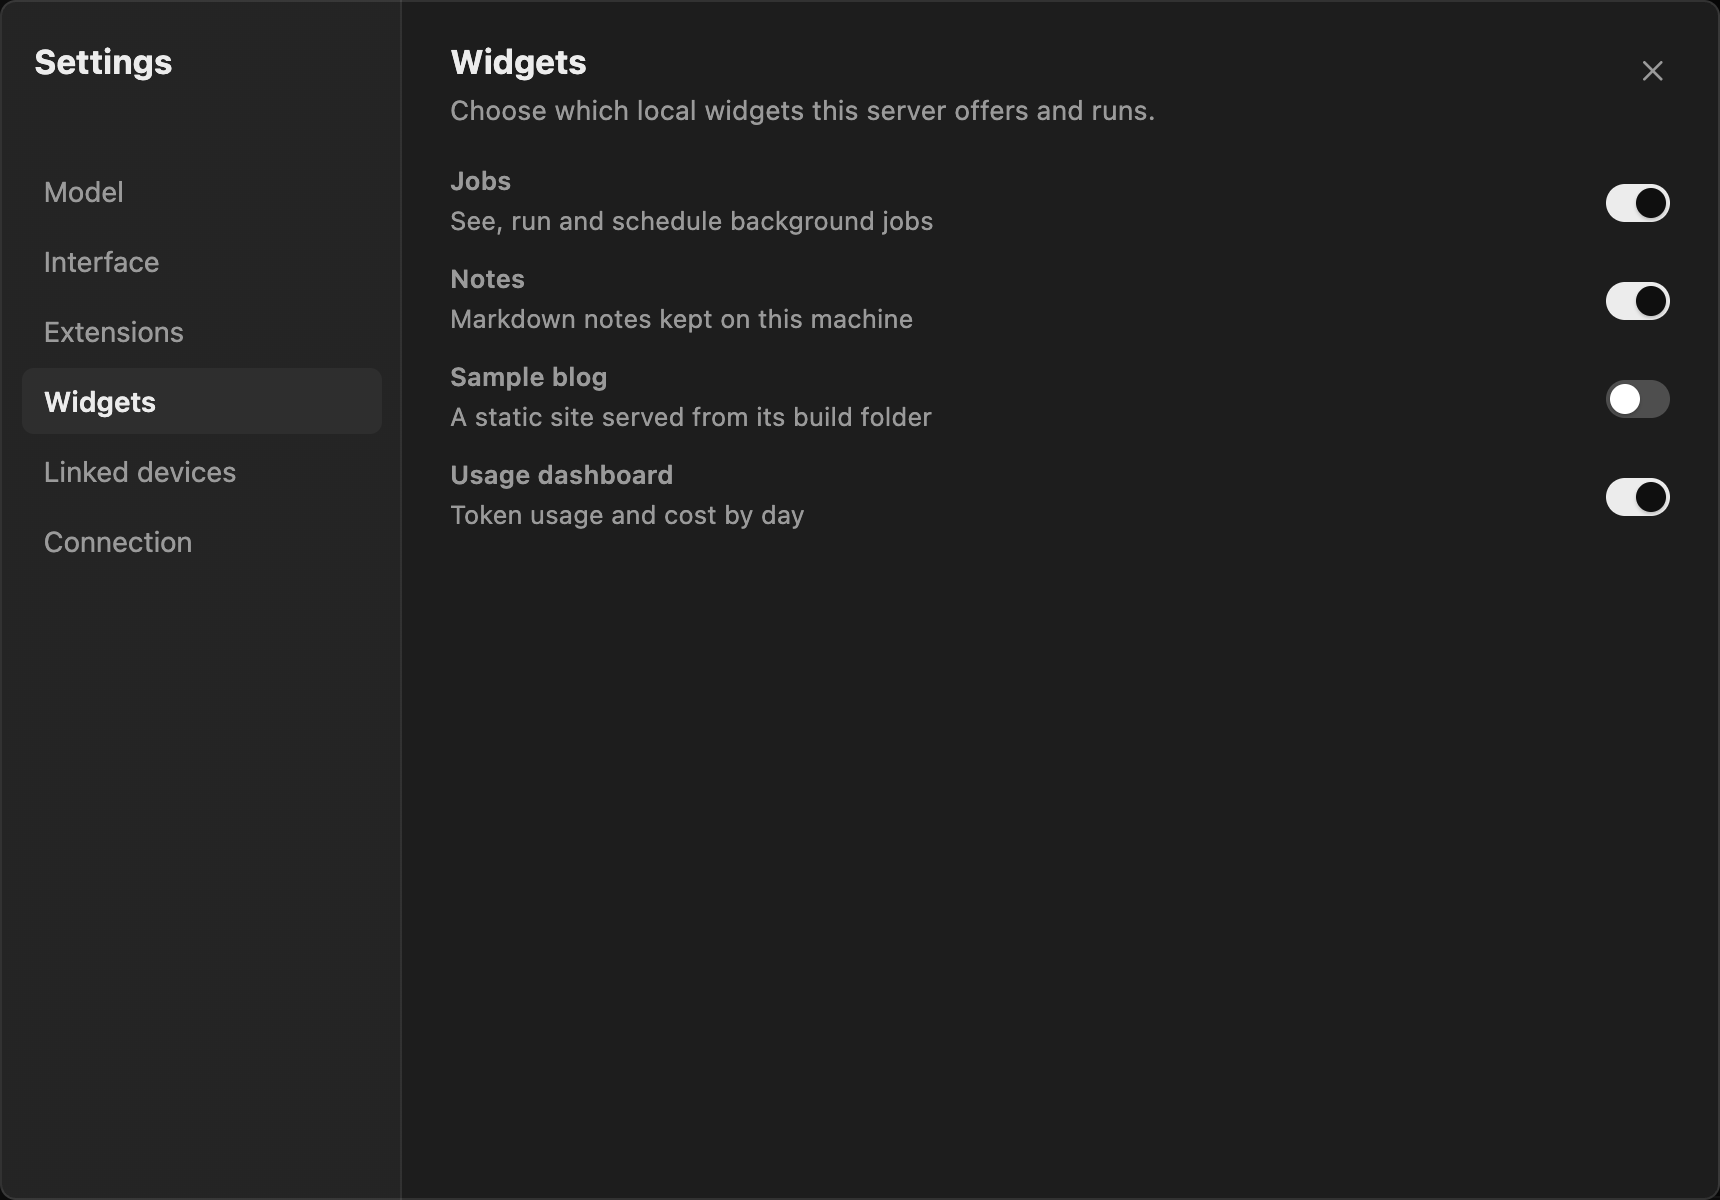 Settings
Model
Interface
Extensions
Widgets
Linked devices
Connection
Widgets
Choose which local widgets this server offers and runs.
Jobs
See, run and schedule background jobs
Notes
Markdown notes kept on this machine
Sample blog
A static site served from its build folder
Usage dashboard
Token usage and cost by day